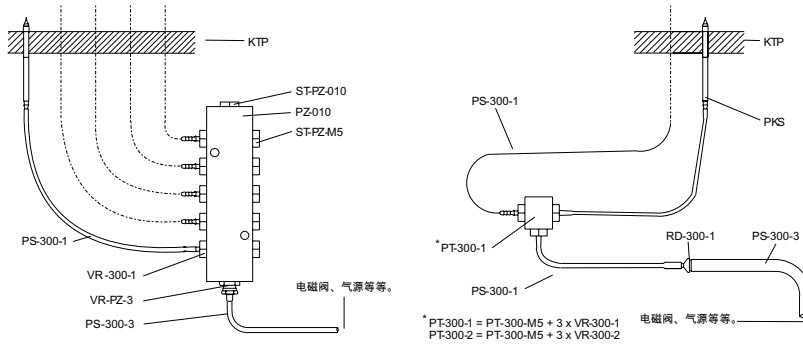 KTP
ST-PZ-010
PZ-010
ST-PZ-M5
PS-300-1
VR-300-1
VR-PZ-3
PS-300-3
电磁阀、气源等等。
KTP
PS-300-1
PKS
*PT-300-1
RD-300-1
PS-300-3
PS-300-1
电磁阀、气源等等。
* PT-300-1 = PT-300-M5 + 3 x VR-300-1
PT-300-2 = PT-300-M5 + 3 x VR-300-2